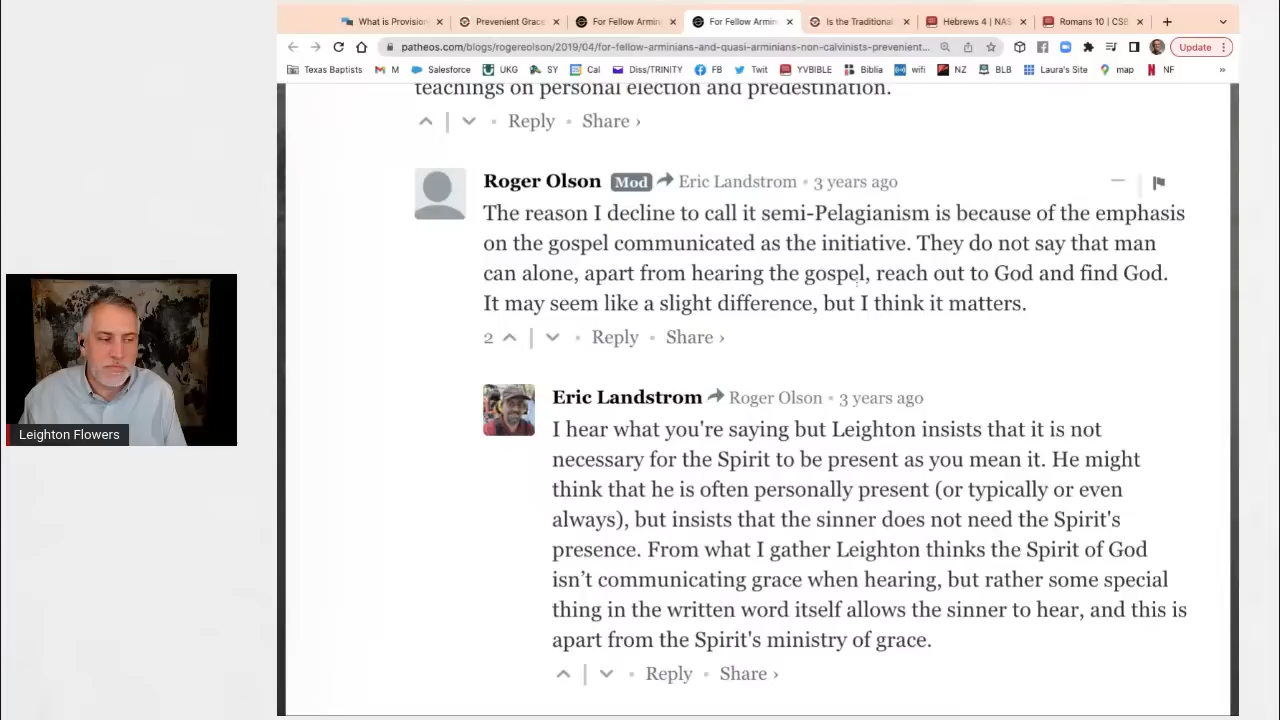 What is Provision
Prevenient Grace
For Fellow Armin
For Fellow Armin
Is the Traditional
Hebrews 4 | NAS
Romans 10 | CSB
patheos.com/blogs/rogereolson/2019/04/for-fellow-arminians-and-quasi-arminians-non-calvinists-prevenient...
Update
Texas Baptists
M
Salesforce
UKG
SY
Cal
Diss/TRINITY
FB
Twit
YVBIBLE
Biblia
wifi
NZ
BLB
Laura's Site
map
NF
»
teachings on personal election and predestination.
Reply • Share ›
Roger Olson Mod Eric Landstrom • 3 years ago
The reason I decline to call it semi-Pelagianism is because of the emphasis
on the gospel communicated as the initiative. They do not say that man
can alone, apart from hearing the gospel, reach out to God and find God.
It may seem like a slight difference, but I think it matters.
2 • Reply • Share ›
Eric Landstrom Roger Olson • 3 years ago
I hear what you're saying but Leighton insists that it is not
necessary for the Spirit to be present as you mean it. He might
think that he is often personally present (or typically or even
always), but insists that the sinner does not need the Spirit's
presence. From what I gather Leighton thinks the Spirit of God
isn’t communicating grace when hearing, but rather some special
thing in the written word itself allows the sinner to hear, and this is
apart from the Spirit's ministry of grace.
Reply • Share ›
Leighton Flowers